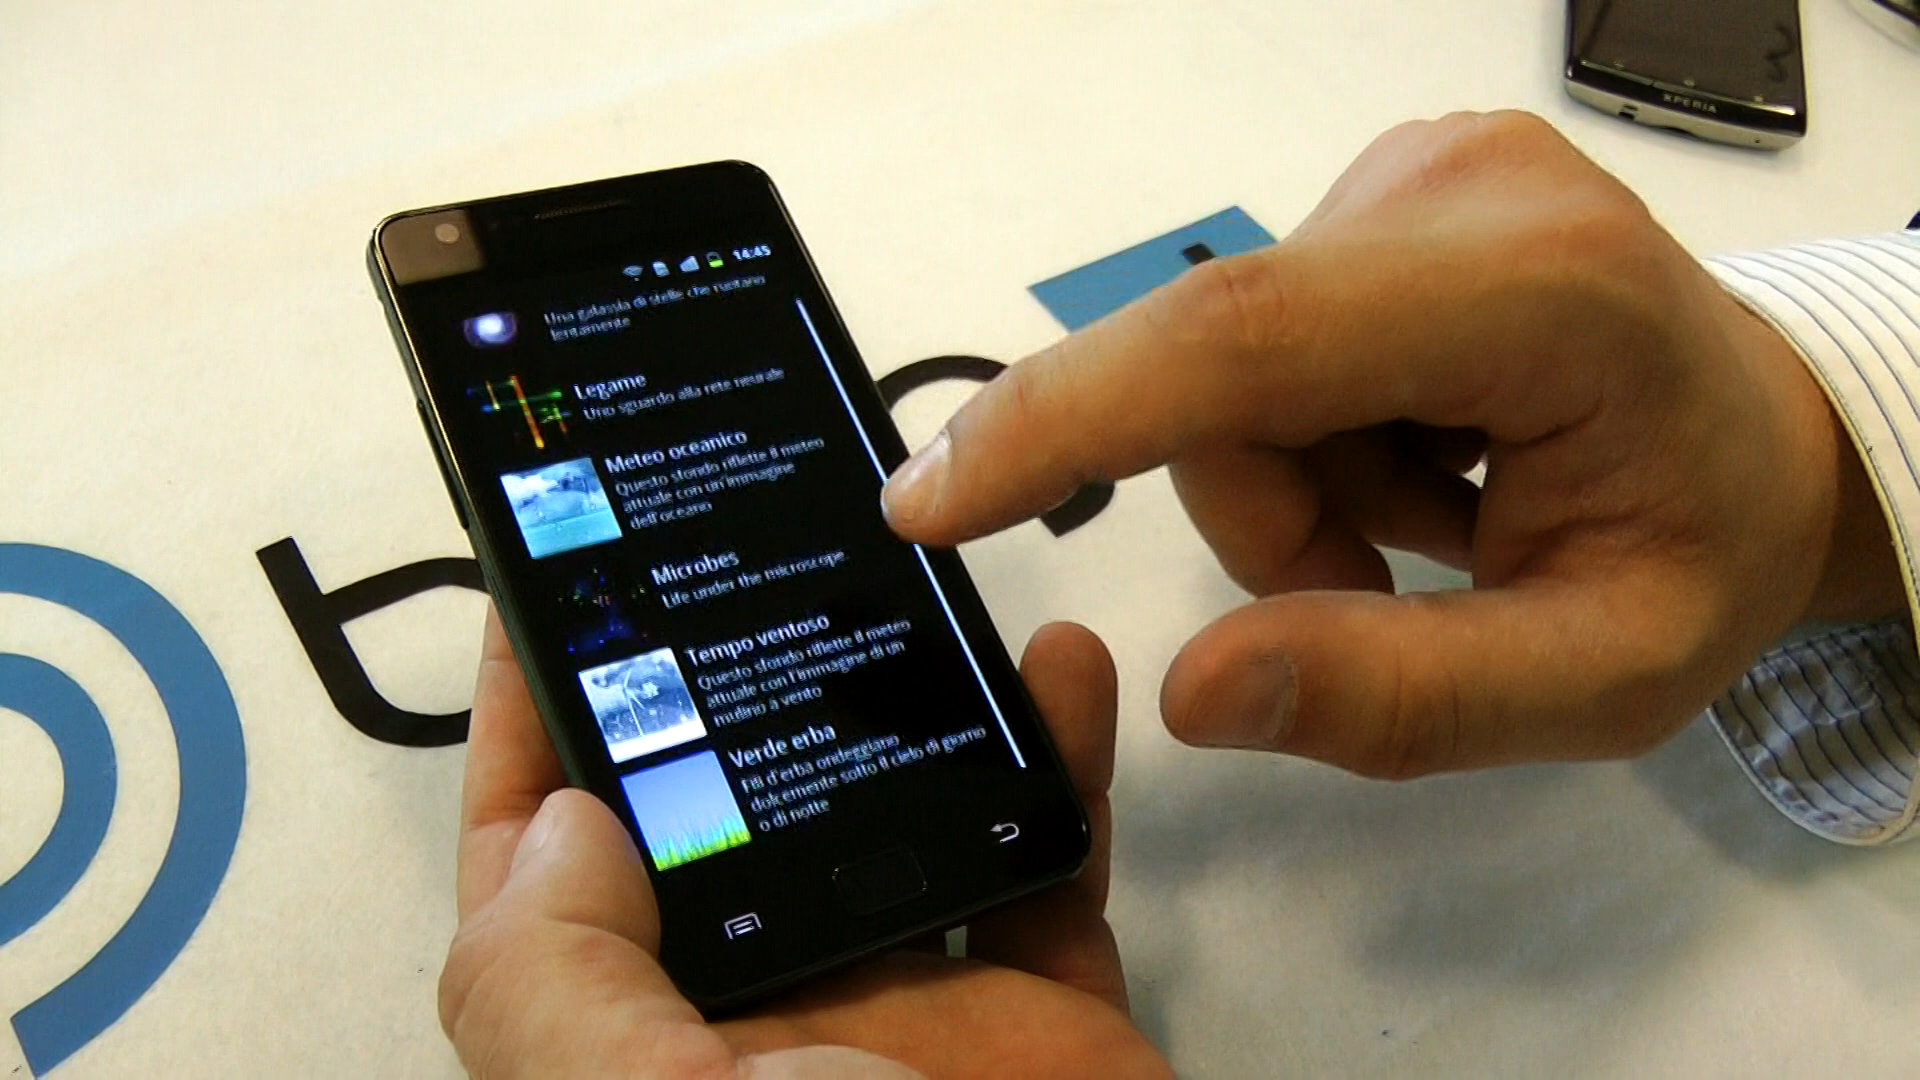 XPERIA
14:45
Una galassia di stelle che ruotano
lentamente
Legame
Uno sguardo alla rete neurale
Meteo oceanico
Questo sfondo riflette il meteo
attuale con un'immagine
dell'oceano
Microbes
Life under the microscope.
Tempo ventoso
Questo sfondo riflette il meteo
attuale con l'immagine di un
mulino a vento
Verde erba
Fili d'erba ondeggiano
dolcemente sotto il cielo di giorno
o di notte